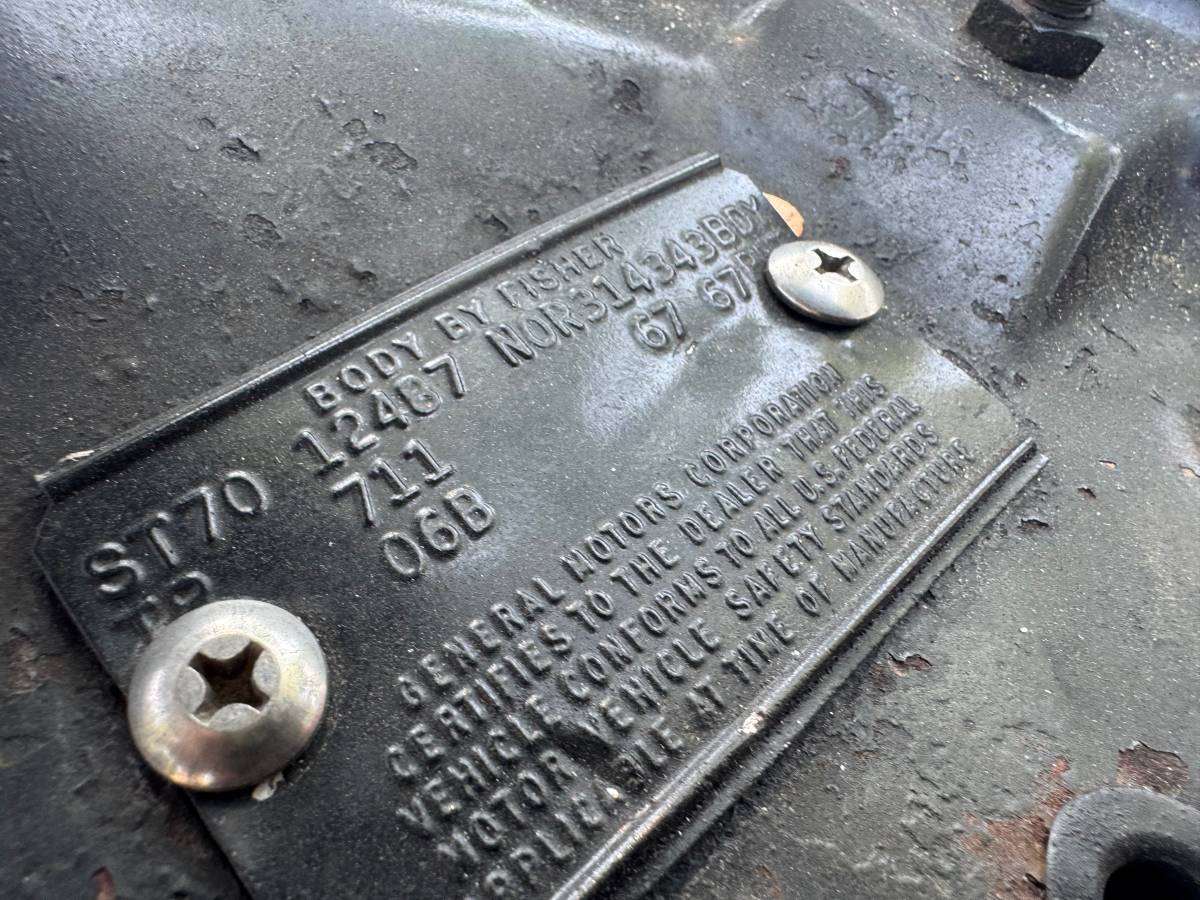 BODY BY FISHER
ST70 12487 NOR314343BDY
711 67 67
06B
GENERAL MOTORS CORPORATION
CERTIFIES TO THE DEALER THAT THIS
VEHICLE CONFORMS TO ALL U.S. FEDERAL
MOTOR VEHICLE SAFETY STANDARDS
APPLICABLE AT TIME OF MANUFACTURE